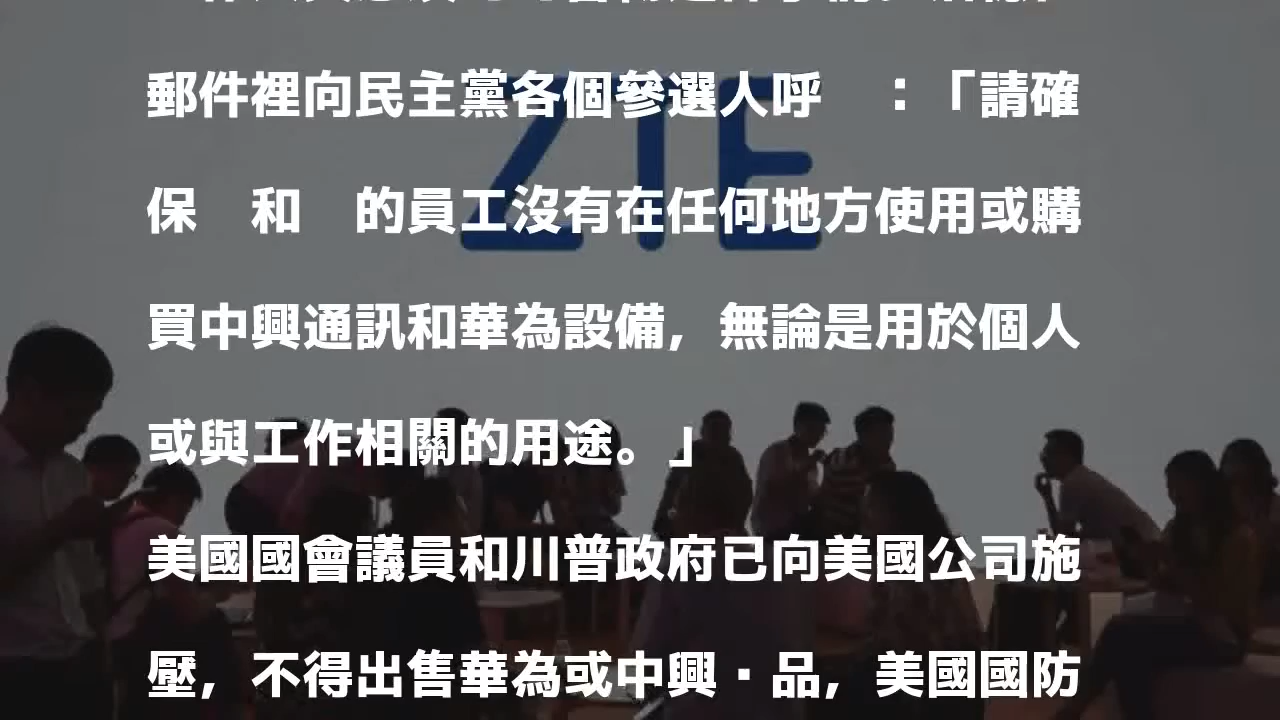 郵件裡向民主黨各個參選人呼　：「請確
ZTE
保　和　的員工沒有在任何地方使用或購
買中興通訊和華為設備，無論是用於個人
或與工作相關的用途。」
美國國會議員和川普政府已向美國公司施
壓，不得出售華為或中興·品，美國國防